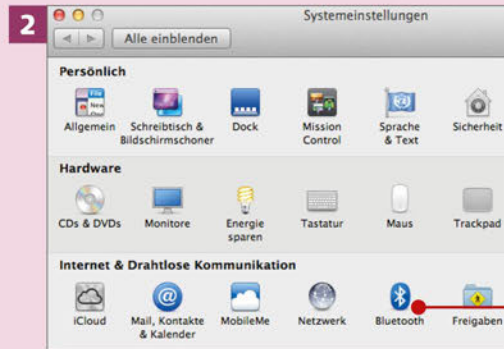 2
Systemeinstellungen
Alle einblenden
Persönlich
Allgemein Schreibtisch & Bildschirmschoner Dock Mission Control Sprache & Text Sicherheit
Hardware
CDs & DVDs Monitore Energie sparen Tastatur Maus Trackpad
Internet & Drahtlose Kommunikation
iCloud Mail, Kontakte & Kalender MobileMe Netzwerk Bluetooth Freigaben